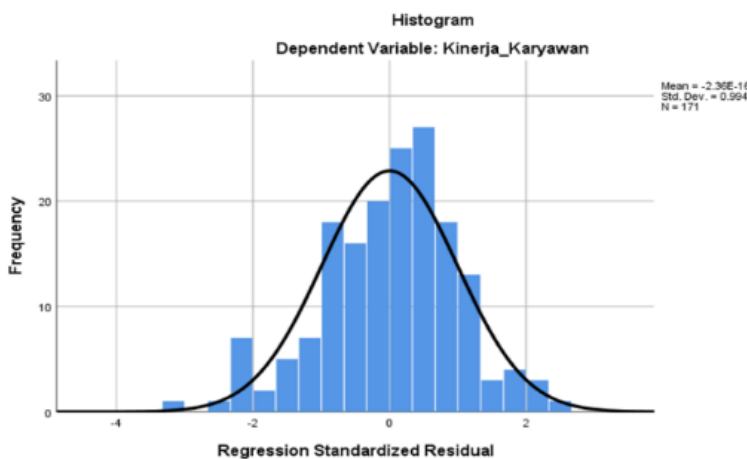 Histogram
Dependent Variable: Kinerja_Karyawan
Mean = -2.36E-16
Std. Dev. = 0.994
N = 171
Frequency
30
20
10
0
-4
-2
0
2
Regression Standardized Residual